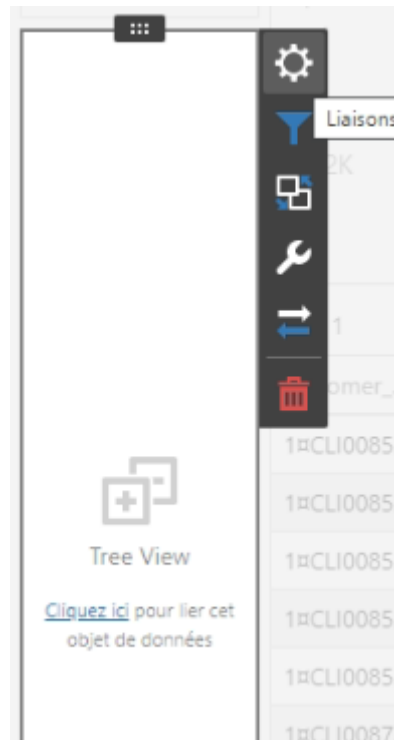 Liaisons
2K
1
omer_
1¤CLI0085
1¤CLI0085
Tree View
1¤CLI0085
Cliquez ici pour lier cet
1¤CLI0085
objet de données
1¤CLI0085
1¤CLI0087